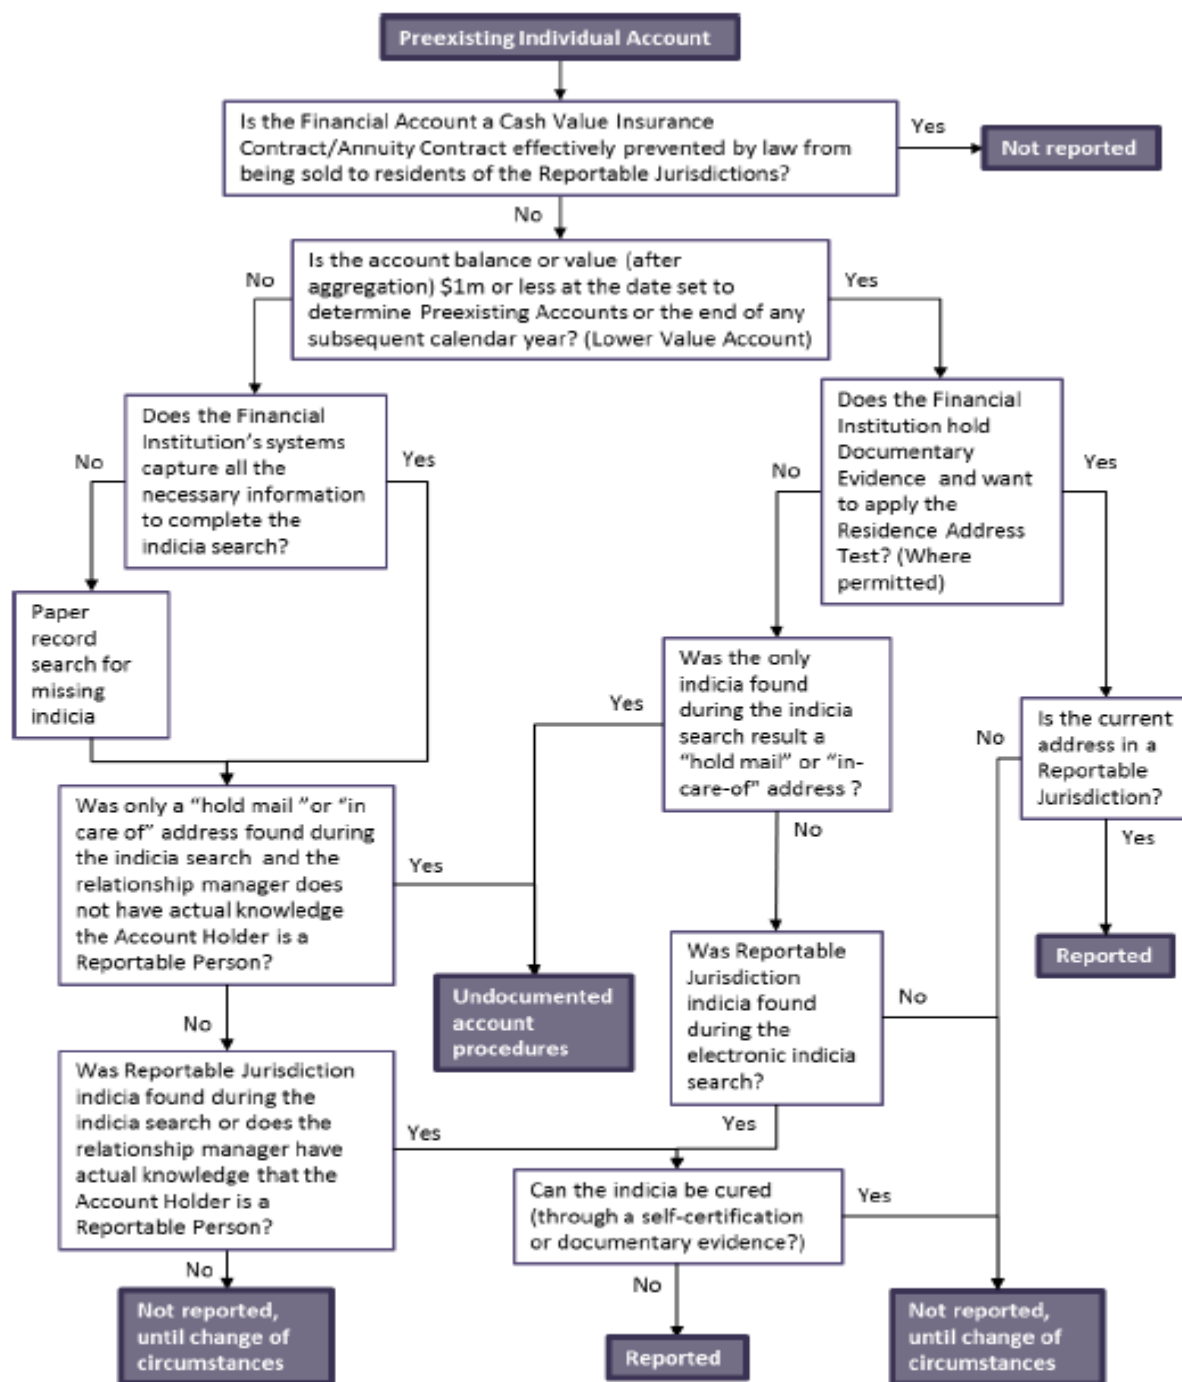 Preexisting Individual Account
Is the Financial Account a Cash Value Insurance
Contract/Annuity Contract effectively prevented by law from
being sold to residents of the Reportable Jurisdictions?
Yes
Not reported
No
Is the account balance or value (after
aggregation) $1m or less at the date set to
determine Preexisting Accounts or the end of any
subsequent calendar year? (Lower Value Account)
No
Yes
Does the Financial
Institution's systems
capture all the
necessary information
to complete the
indicia search?
No
Yes
Does the Financial
Institution hold
Documentary
Evidence and want
to apply the
Residence Address
Test? (Where
permitted)
No
Yes
Paper
record
search for
missing
indicia
Was the only
indicia found
during the indicia
search result a
“hold mail” or “in-
care-of” address ?
Yes
No
Is the current
address in a
Reportable
Jurisdiction?
No
Yes
Reported
Was only a “hold mail ”or “in
care of” address found during
the indicia search and the
relationship manager does
not have actual knowledge
the Account Holder is a
Reportable Person?
Yes
No
Undocumented
account
procedures
Was Reportable
Jurisdiction
indicia found
during the
electronic indicia
search?
No
Yes
Was Reportable Jurisdiction
indicia found during the
indicia search or does the
relationship manager have
actual knowledge that the
Account Holder is a
Reportable Person?
Yes
No
Can the indicia be cured
(through a self-certification
or documentary evidence?)
Yes
No
Not reported,
until change of
circumstances
Reported
Not reported,
until change of
circumstances